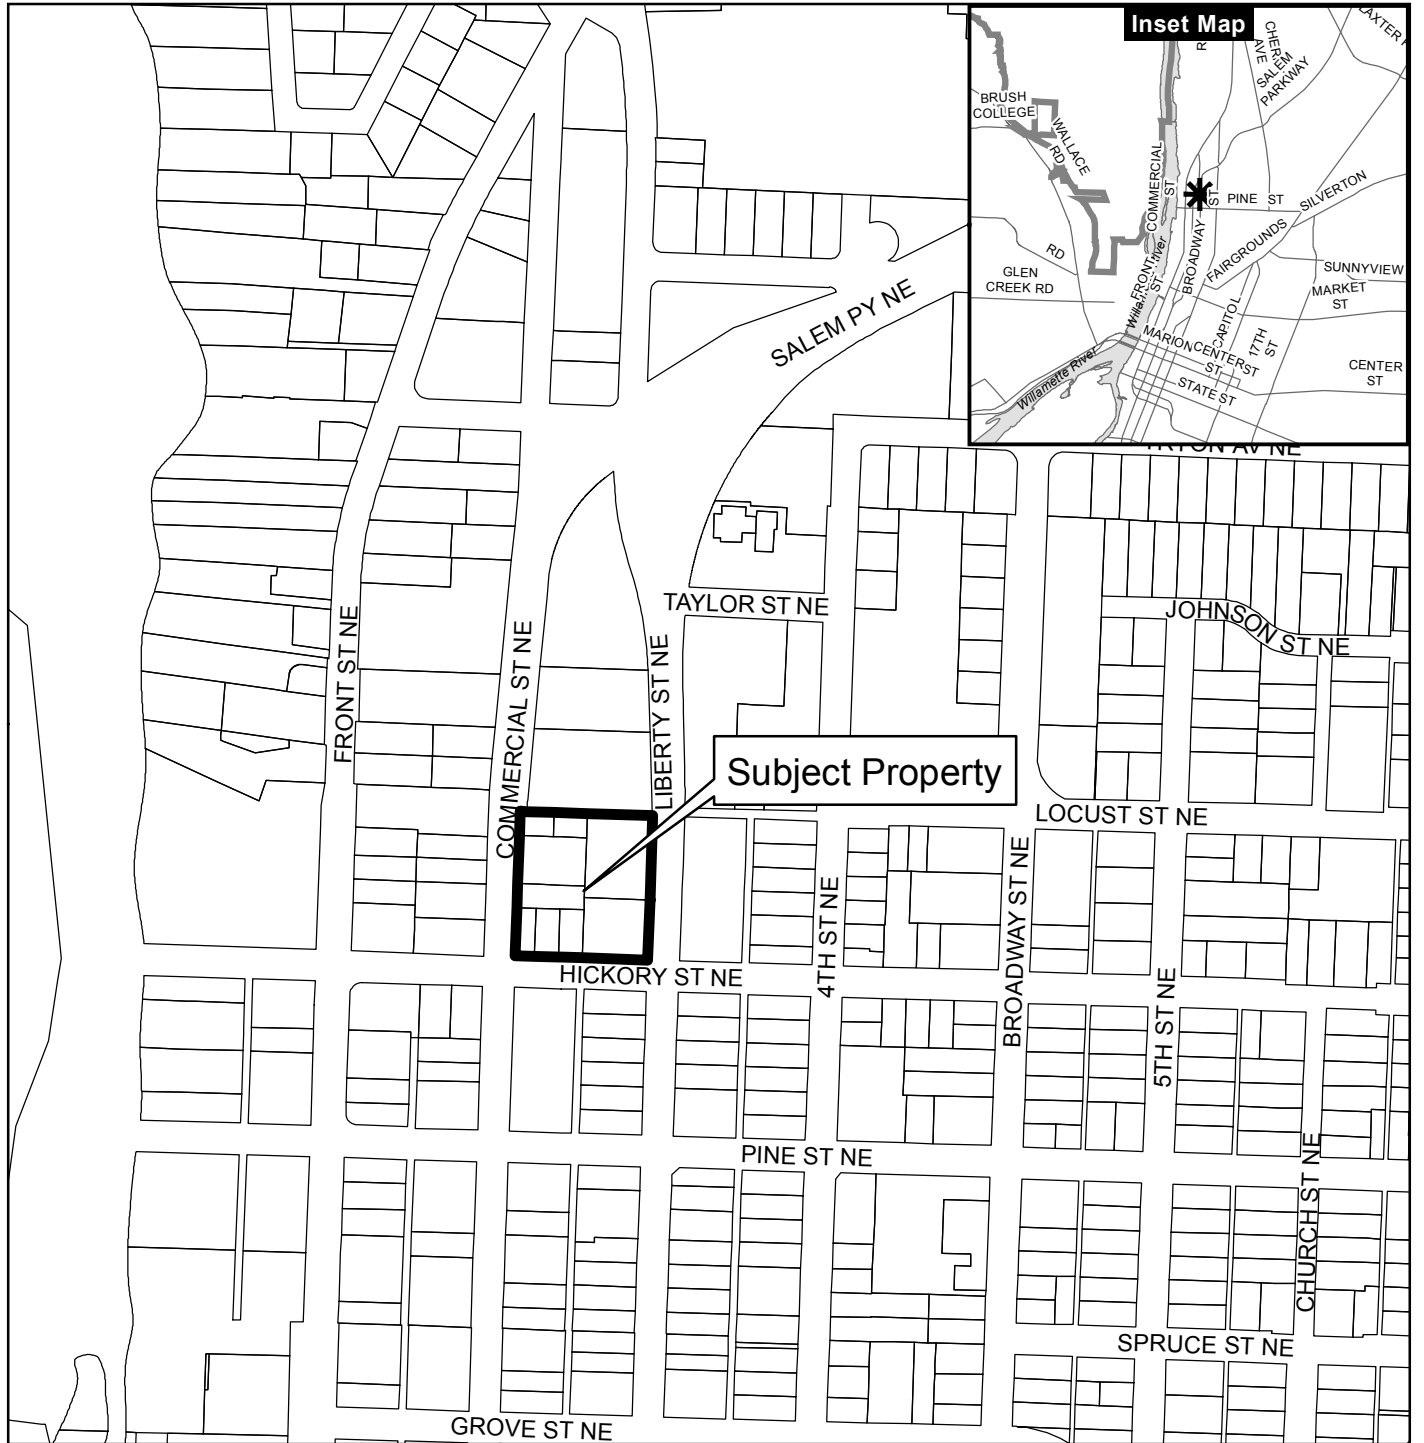 Inset Map
BRUSH
COLLEGE
WALLACE
RD
COMMERCIAL
ST
SALEM
PARKWAY
AVE
ST
PINE ST
SILVERTON
FAIRGROUNDS
BROADWAY
RD
GLEN
CREEK RD
FRONT
ST
SUNNYVIEW
MARKET
ST
CAPITOL
17TH
ST
MARION
ST
CENTER
ST
CENTER
ST
STATE ST
Willamette River
SALEM PY NE
TAYLOR ST NE
JOHNSON ST NE
FRONT ST NE
COMMERCIAL ST NE
LIBERTY ST NE
Subject Property
LOCUST ST NE
4TH ST NE
BROADWAY ST NE
HICKORY ST NE
5TH ST NE
PINE ST NE
CHURCH ST NE
SPRUCE ST NE
GROVE ST NE